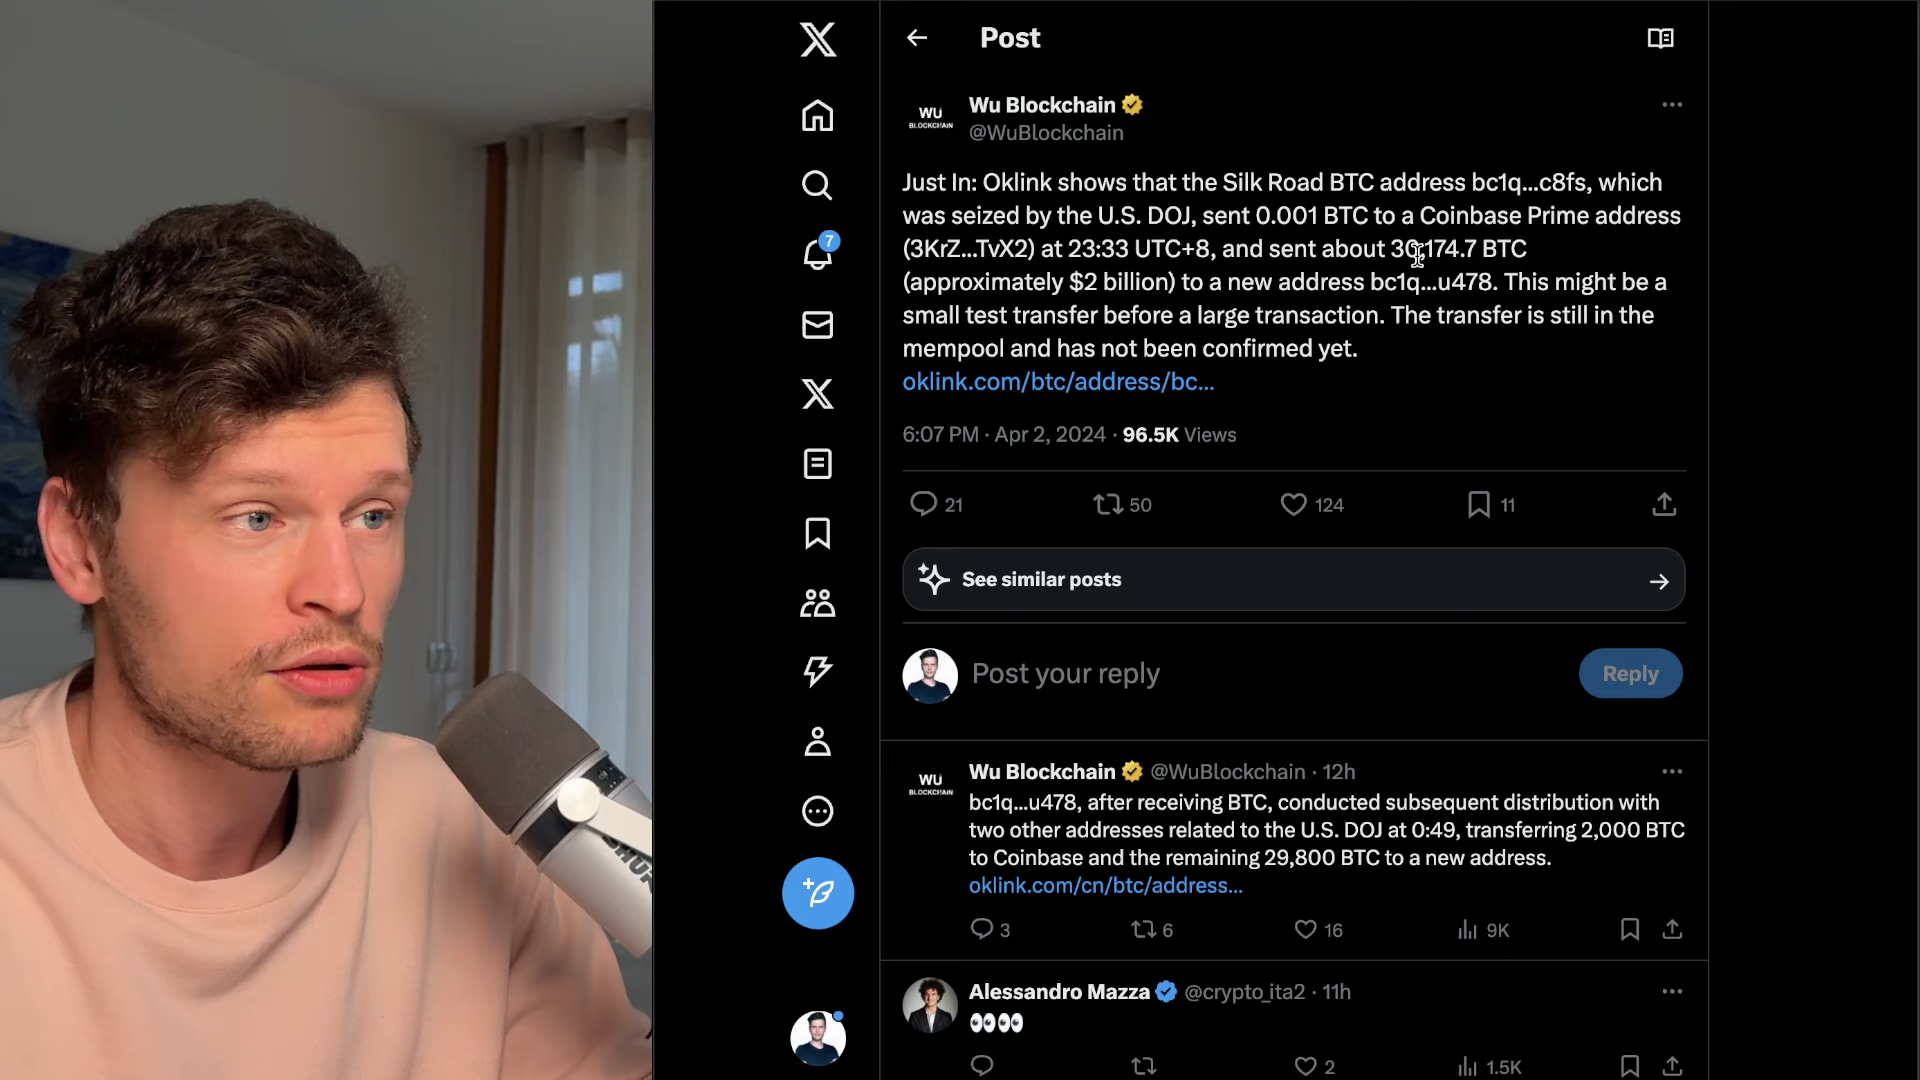 Post
WU
BLOCKCHAIN
Wu Blockchain
@WuBlockchain
Just In: Oklink shows that the Silk Road BTC address bc1q...c8fs, which
was seized by the U.S. DOJ, sent 0.001 BTC to a Coinbase Prime address
(3KrZ...TvX2) at 23:33 UTC+8, and sent about 30,174.7 BTC
(approximately $2 billion) to a new address bc1q...u478. This might be a
small test transfer before a large transaction. The transfer is still in the
mempool and has not been confirmed yet.
oklink.com/btc/address/bc...
6:07 PM · Apr 2, 2024 · 96.5K Views
21 50 124 11
See similar posts
Post your reply
Reply
WU
BLOCKCHAIN
Wu Blockchain @WuBlockchain · 12h
bc1q...u478, after receiving BTC, conducted subsequent distribution with
two other addresses related to the U.S. DOJ at 0:49, transferring 2,000 BTC
to Coinbase and the remaining 29,800 BTC to a new address.
oklink.com/cn/btc/address...
3 6 16 9K
Alessandro Mazza @crypto_ita2 · 11h
👀👀
2 1.5K
7